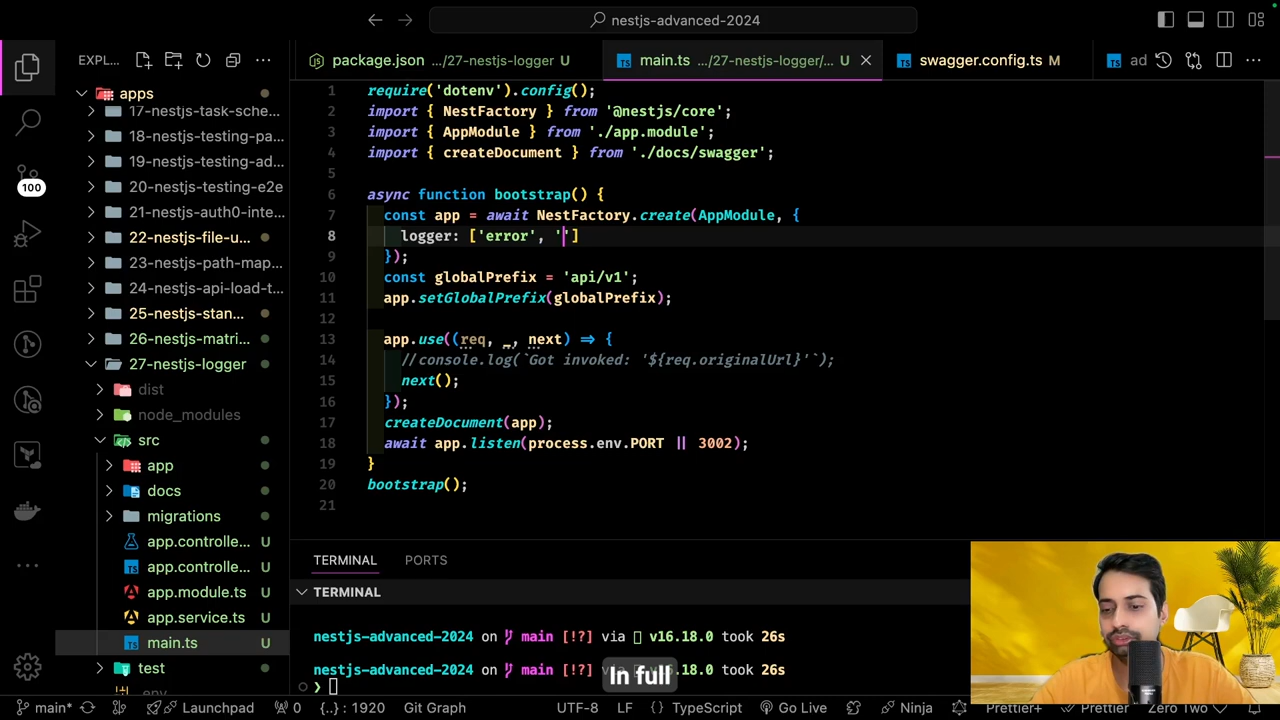 nestjs-advanced-2024
EXPL...
package.json .../27-nestjs-logger U
main.ts .../27-nestjs-logger/... U
swagger.config.ts M
ad
apps
17-nestjs-task-sche...
18-nestjs-testing-pa...
19-nestjs-testing-ad...
20-nestjs-testing-e2e
21-nestjs-auth0-inte...
22-nestjs-file-u...
23-nestjs-path-map...
24-nestjs-api-load-t...
25-nestjs-stan...
26-nestjs-matri...
27-nestjs-logger
dist
node_modules
src
app
docs
migrations
app.controlle... U
app.controlle... U
app.module.ts U
app.service.ts U
main.ts U
test
.env
100
1 require('dotenv').config();
2 import { NestFactory } from '@nestjs/core';
3 import { AppModule } from './app.module';
4 import { createDocument } from './docs/swagger';
5
6 async function bootstrap() {
7 const app = await NestFactory.create(AppModule, {
8 logger: ['error', '']
9 });
10 const globalPrefix = 'api/v1';
11 app.setGlobalPrefix(globalPrefix);
12
13 app.use((req, _, next) => {
14 //console.log(`Got invoked: '${req.originalUrl}'`);
15 next();
16 });
17 createDocument(app);
18 await app.listen(process.env.PORT || 3002);
19 }
20 bootstrap();
21
TERMINAL PORTS
TERMINAL
nestjs-advanced-2024 on main [!?] via v16.18.0 took 26s
nestjs-advanced-2024 on main [!?] via v16.18.0 took 26s
❯
In full
main* Launchpad 0 : 1920 Git Graph UTF-8 LF {} TypeScript Go Live Ninja Prettier+ Prettier Zero Two